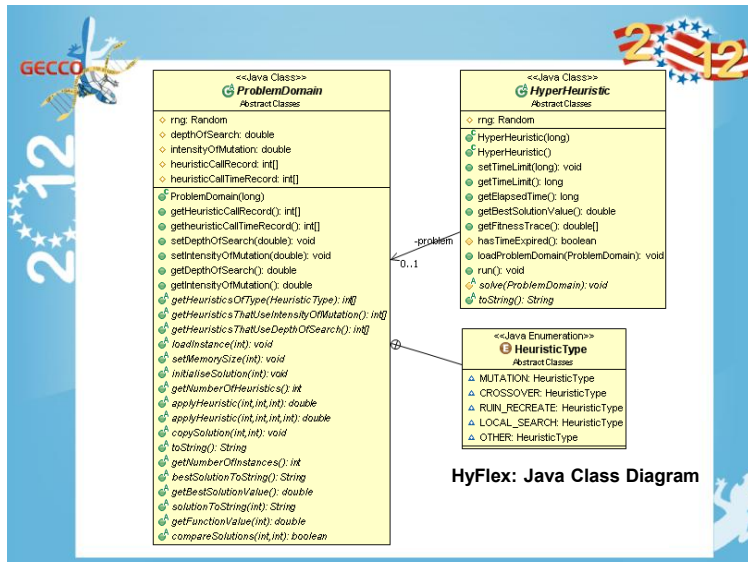 GECCO
2012
2012
<<Java Class>>
ProblemDomain
AbstractClasses
rng: Random
depthOfSearch: double
intensityOfMutation: double
heuristicCallRecord: int[]
heuristicCallTimeRecord: int[]
ProblemDomain(long)
getHeuristicCallRecord(): int[]
getheuristicCallTimeRecord(): int[]
setDepthOfSearch(double): void
setIntensityOfMutation(double): void
getDepthOfSearch(): double
getIntensityOfMutation(): double
getHeuristicsOfType(HeuristicType): int[]
getHeuristicsThatUseIntensityOfMutation(): int[]
getHeuristicsThatUseDepthOfSearch(): int[]
loadInstance(int): void
setMemorySize(int): void
initialiseSolution(int): void
getNumberOfHeuristics(): int
applyHeuristic(int,int,int): double
applyHeuristic(int,int,int,int): double
copySolution(int,int): void
toString(): String
getNumberOfInstances(): int
bestSolutionToString(): String
getBestSolutionValue(): double
solutionToString(int): String
getFunctionValue(int): double
compareSolutions(int,int): boolean
-problem
0..1
<<Java Class>>
HyperHeuristic
AbstractClasses
rng: Random
HyperHeuristic(long)
HyperHeuristic()
setTimeLimit(long): void
getTimeLimit(): long
getElapsedTime(): long
getBestSolutionValue(): double
getFitnessTrace(): double[]
hasTimeExpired(): boolean
loadProblemDomain(ProblemDomain): void
run(): void
solve(ProblemDomain): void
toString(): String
<<Java Enumeration>>
HeuristicType
AbstractClasses
MUTATION: HeuristicType
CROSSOVER: HeuristicType
RUIN_RECREATE: HeuristicType
LOCAL_SEARCH: HeuristicType
OTHER: HeuristicType
HyFlex: Java Class Diagram